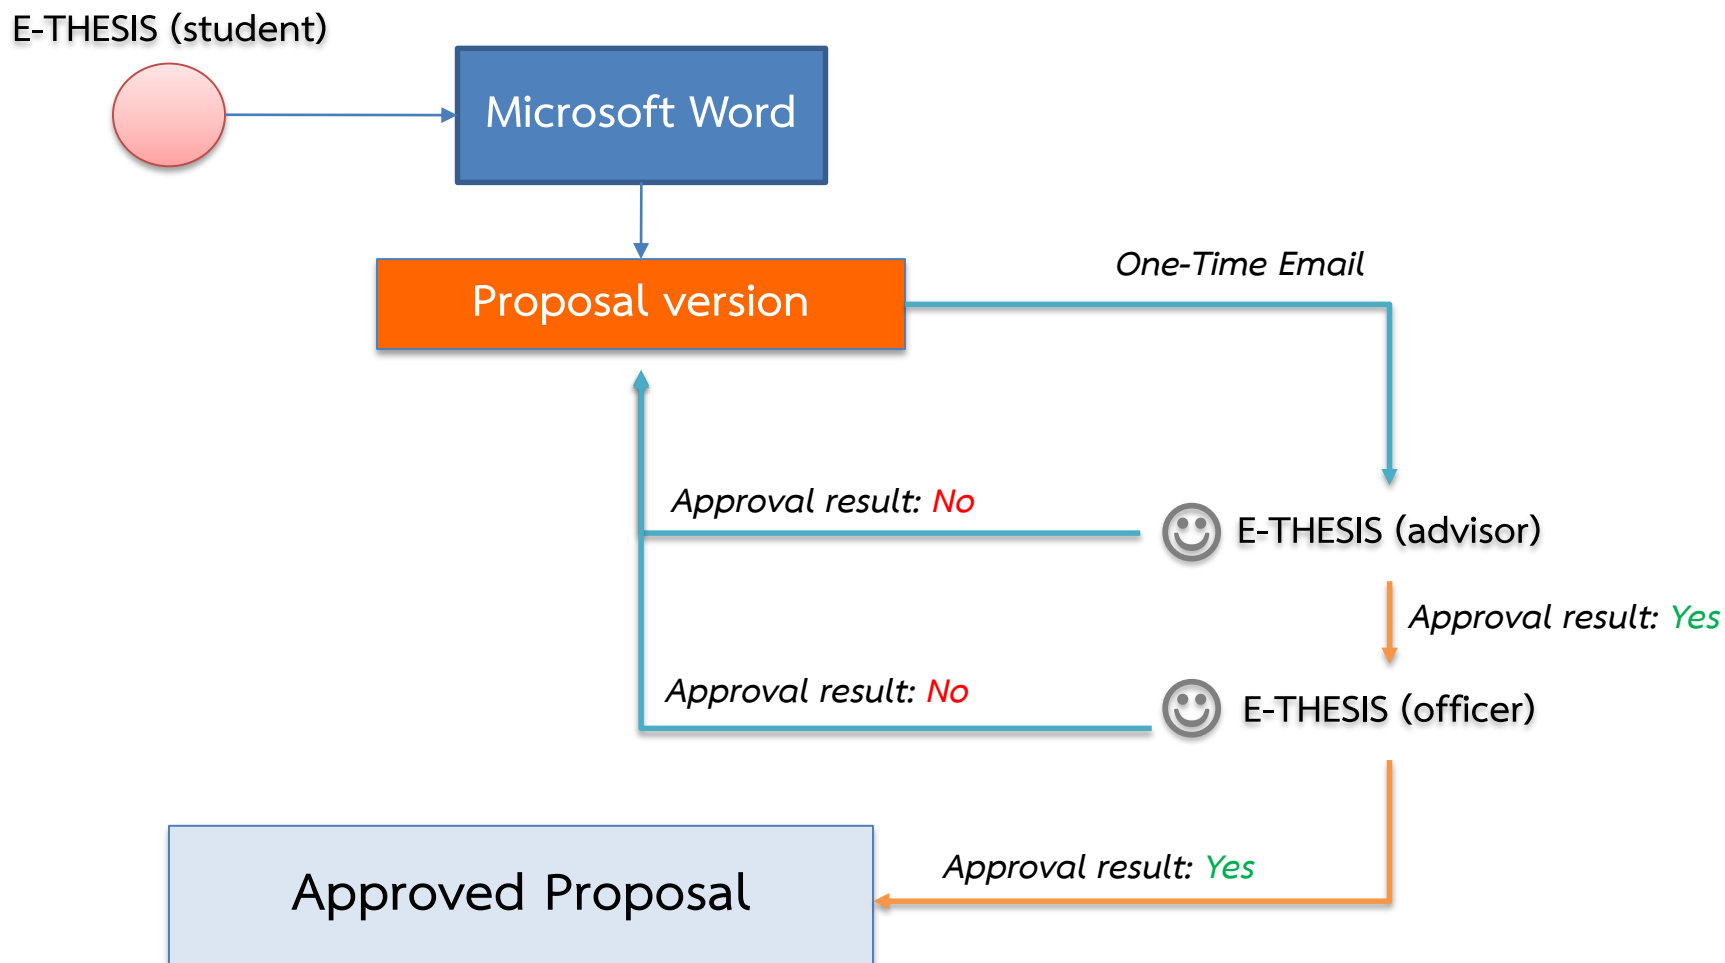 E-THESIS (student)
Microsoft Word
Proposal version
One-Time Email
Approval result: No
E-THESIS (advisor)
Approval result: Yes
Approval result: No
E-THESIS (officer)
Approval result: Yes
Approved Proposal